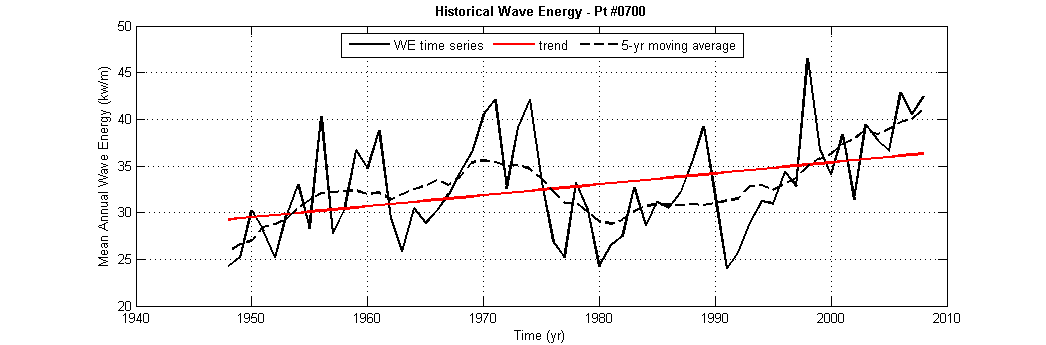 Historical Wave Energy - Pt #0700
WE time series trend 5-yr moving average
Mean Annual Wave Energy (kw/m)
50
45
40
35
30
25
20
1940 1950 1960 1970 1980 1990 2000 2010
Time (yr)